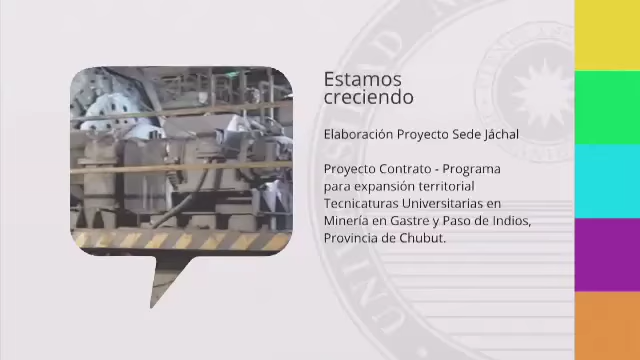 Estamos
creciendo
Elaboración Proyecto Sede Jáchal
Proyecto Contrato - Programa
para expansión territorial
Tecnicaturas Universitarias en
Minería en Gastre y Paso de Indios,
Provincia de Chubut.